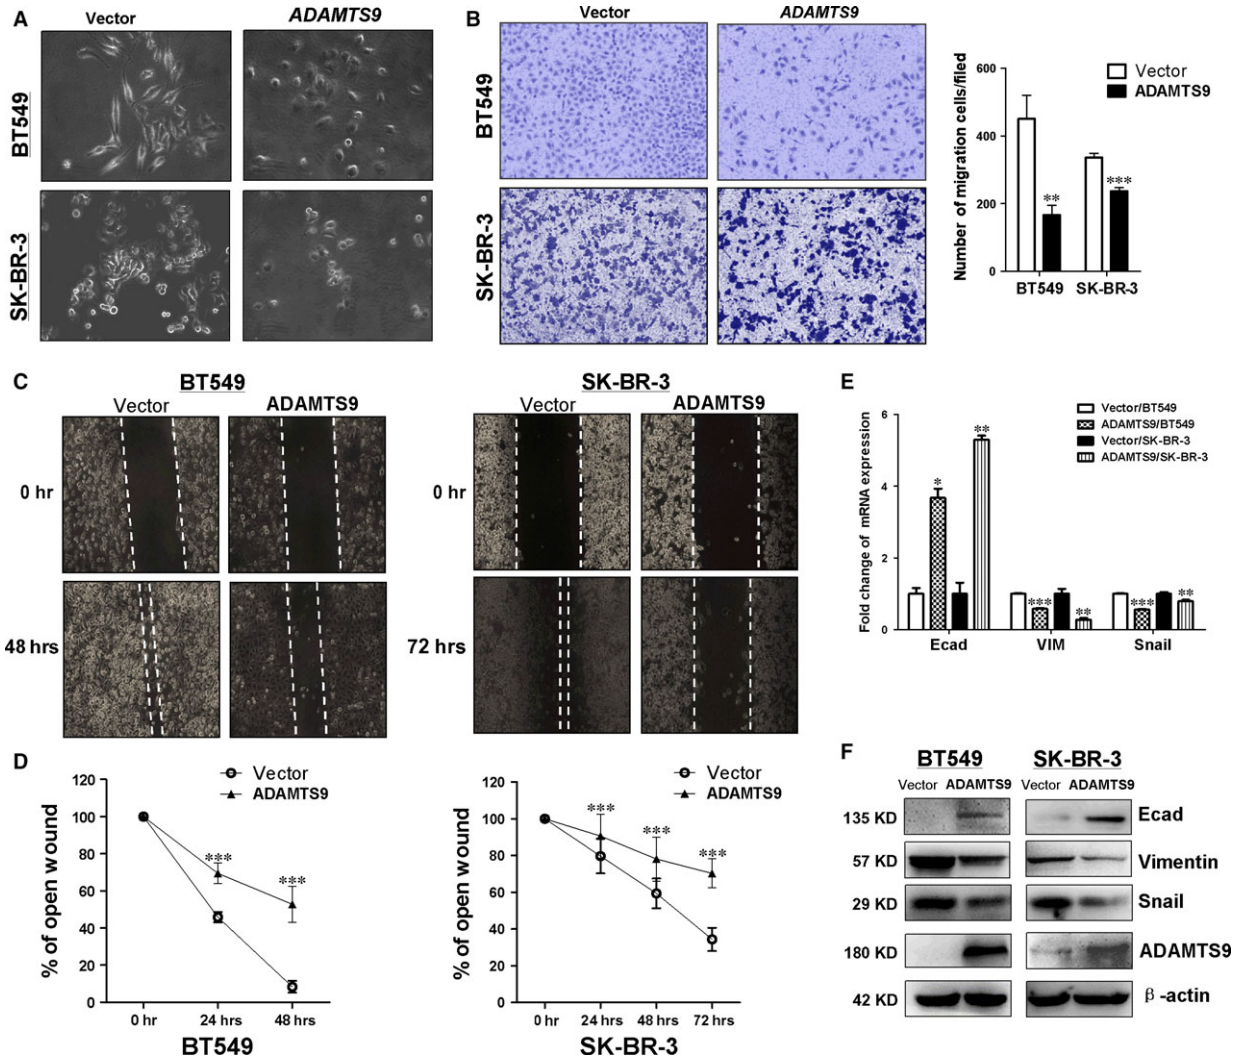 A
Vector
ADAMTS9
BT549
SK-BR-3
B
Vector
ADAMTS9
BT549
SK-BR-3
Number of migration cells/filed
600
400
200
0
Vector
ADAMTS9
**
***
BT549
SK-BR-3
C
BT549
Vector
ADAMTS9
0 hr
48 hrs
SK-BR-3
Vector
ADAMTS9
0 hr
72 hrs
E
Fold change of mRNA expression
6
4
2
0
Vector/BT549
ADAMTS9/BT549
Vector/SK-BR-3
ADAMTS9/SK-BR-3
*
**
***
**
***
**
Ecad
VIM
Snail
D
% of open wound
120
100
80
60
40
20
0
Vector
ADAMTS9
***
***
0 hr
24 hrs
48 hrs
BT549
% of open wound
120
100
80
60
40
20
0
Vector
ADAMTS9
***
***
***
0 hr
24 hrs
48 hrs
72 hrs
SK-BR-3
F
BT549
SK-BR-3
Vector ADAMTS9
Vector ADAMTS9
135 KD
Ecad
57 KD
Vimentin
29 KD
Snail
180 KD
ADAMTS9
42 KD
β-actin